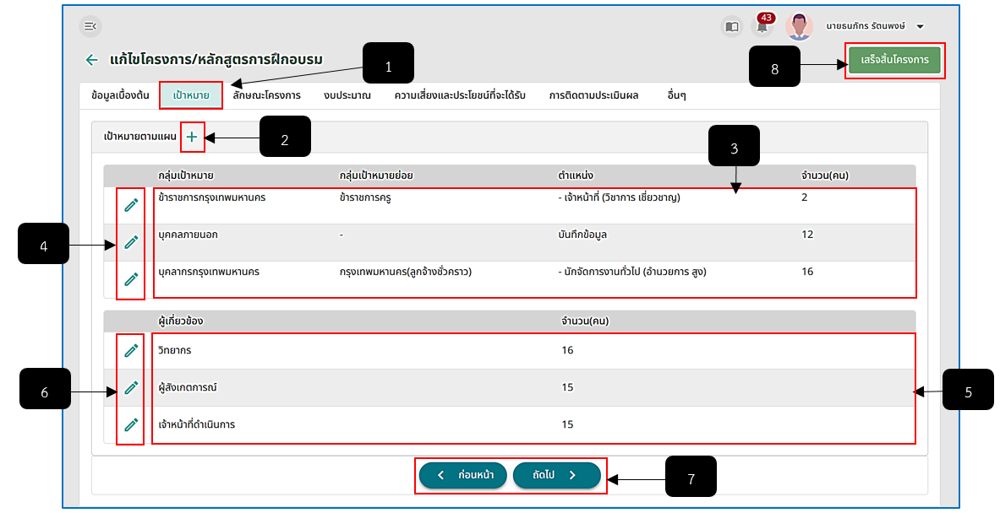 43
นายธนภัทร รัตนพงษ์
แก้ไขโครงการ/หลักสูตรการฝึกอบรม
1
8
เสร็จสิ้นโครงการ
ข้อมูลเบื้องต้น เป้าหมาย ลักษณะโครงการ งบประมาณ ความเสี่ยงและประโยชน์ที่จะได้รับ การติดตามประเมินผล อื่นๆ
เป้าหมายตามแผน
2
3
กลุ่มเป้าหมาย กลุ่มเป้าหมายย่อย ตำแหน่ง จำนวน(คน)
ข้าราชการกรุงเทพมหานคร ข้าราชการครู - เจ้าหน้าที่ (วิชาการ เชี่ยวชาญ) 2
4
บุคคลภายนอก - บันทึกข้อมูล 12
บุคลากรกรุงเทพมหานคร กรุงเทพมหานคร(ลูกจ้างชั่วคราว) - นักจัดการงานทั่วไป (อำนวยการ สูง) 16
ผู้เกี่ยวข้อง จำนวน(คน)
วิทยากร 16
6
ผู้สังเกตการณ์ 15
5
เจ้าหน้าที่ดำเนินการ 15
ก่อนหน้า ถัดไป
7